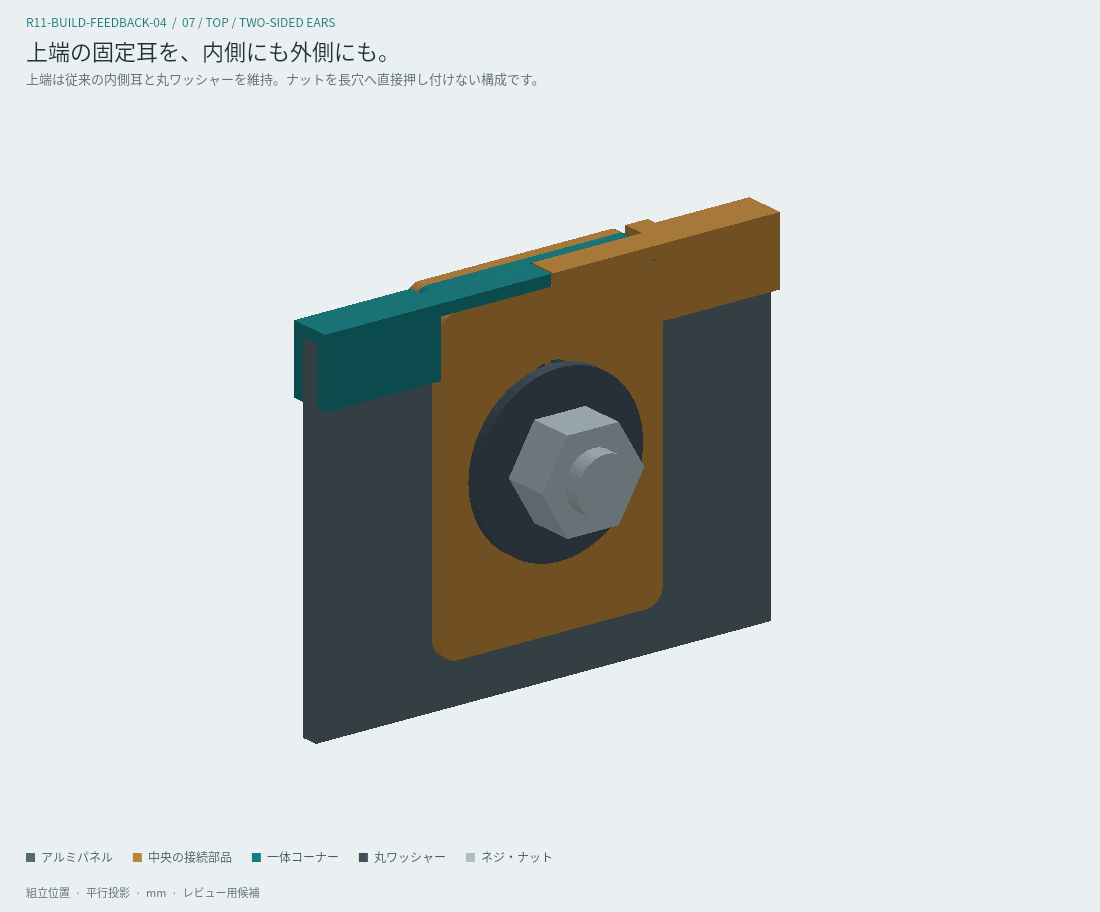 R11-BUILD-FEEDBACK-04 / 07 / TOP / TWO-SIDED EARS
上端の固定耳を、内側にも外側にも。
上端は従来の内側耳と丸ワッシャーを維持。ナットを長穴へ直接押し付けない構成です。
アルミパネル 中央の接続部品 一体コーナー 丸ワッシャー ネジ・ナット
組立位置 · 平行投影 · mm · レビュー用候補